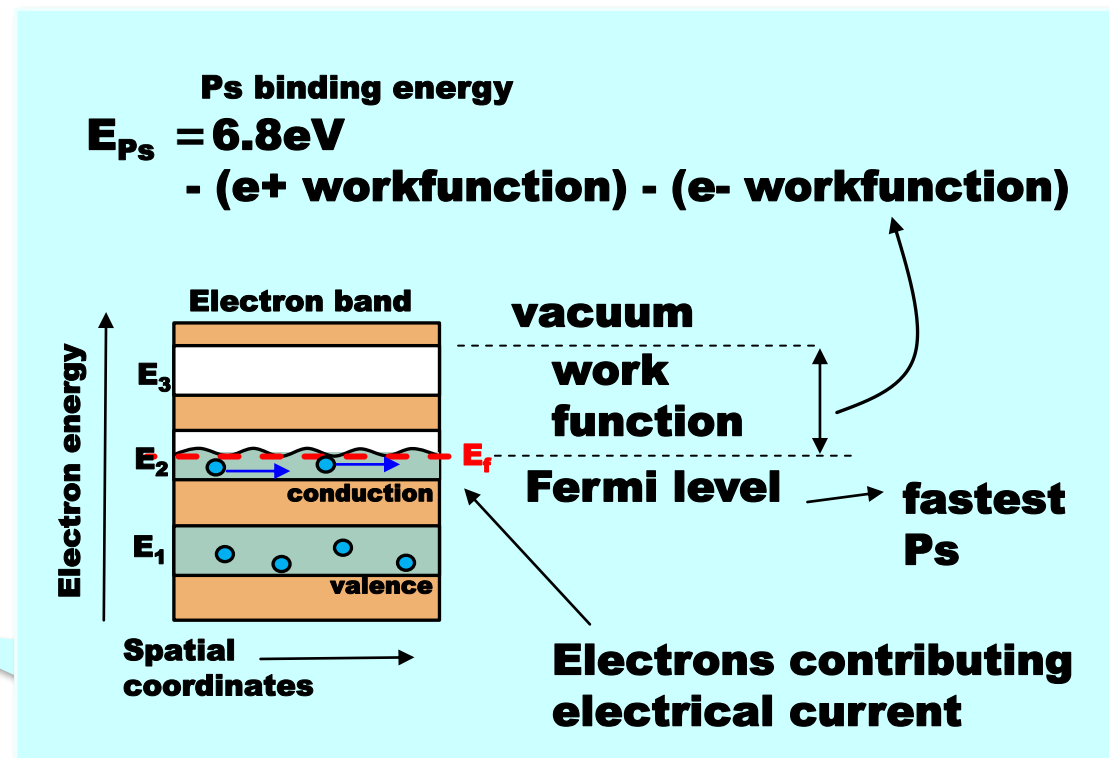 Ps binding energy
E_Ps = 6.8eV
- (e+ workfunction) - (e- workfunction)
Electron band
vacuum
work
function
Electron energy
E3
E2
E1
Ef
conduction
valence
Fermi level
fastest
Ps
Spatial
coordinates
Electrons contributing
electrical current